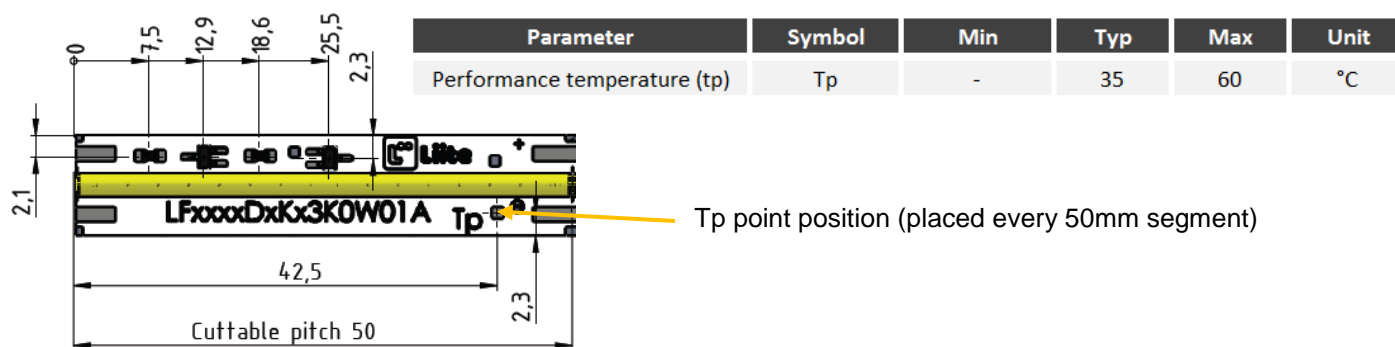 0
7,5
12,9
18,6
25,5
2,3
Parameter Symbol Min Typ Max Unit
Performance temperature (tp) Tp - 35 60 °C
2,1
L∞ Liite +
LFxxxxDxKx3K0W01A Tp
Tp point position (placed every 50mm segment)
42,5
2,3
Cuttable pitch 50